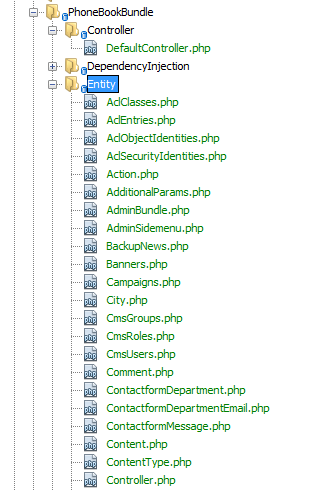 PhoneBookBundle
Controller
DefaultController.php
DependencyInjection
Entity
AclClasses.php
AclEntries.php
AclObjectIdentities.php
AclSecurityIdentities.php
Action.php
AdditionalParams.php
AdminBundle.php
AdminSidemenu.php
BackupNews.php
Banners.php
Campaigns.php
City.php
CmsGroups.php
CmsRoles.php
CmsUsers.php
Comment.php
ContactformDepartment.php
ContactformDepartmentEmail.php
ContactformMessage.php
Content.php
ContentType.php
Controller.php